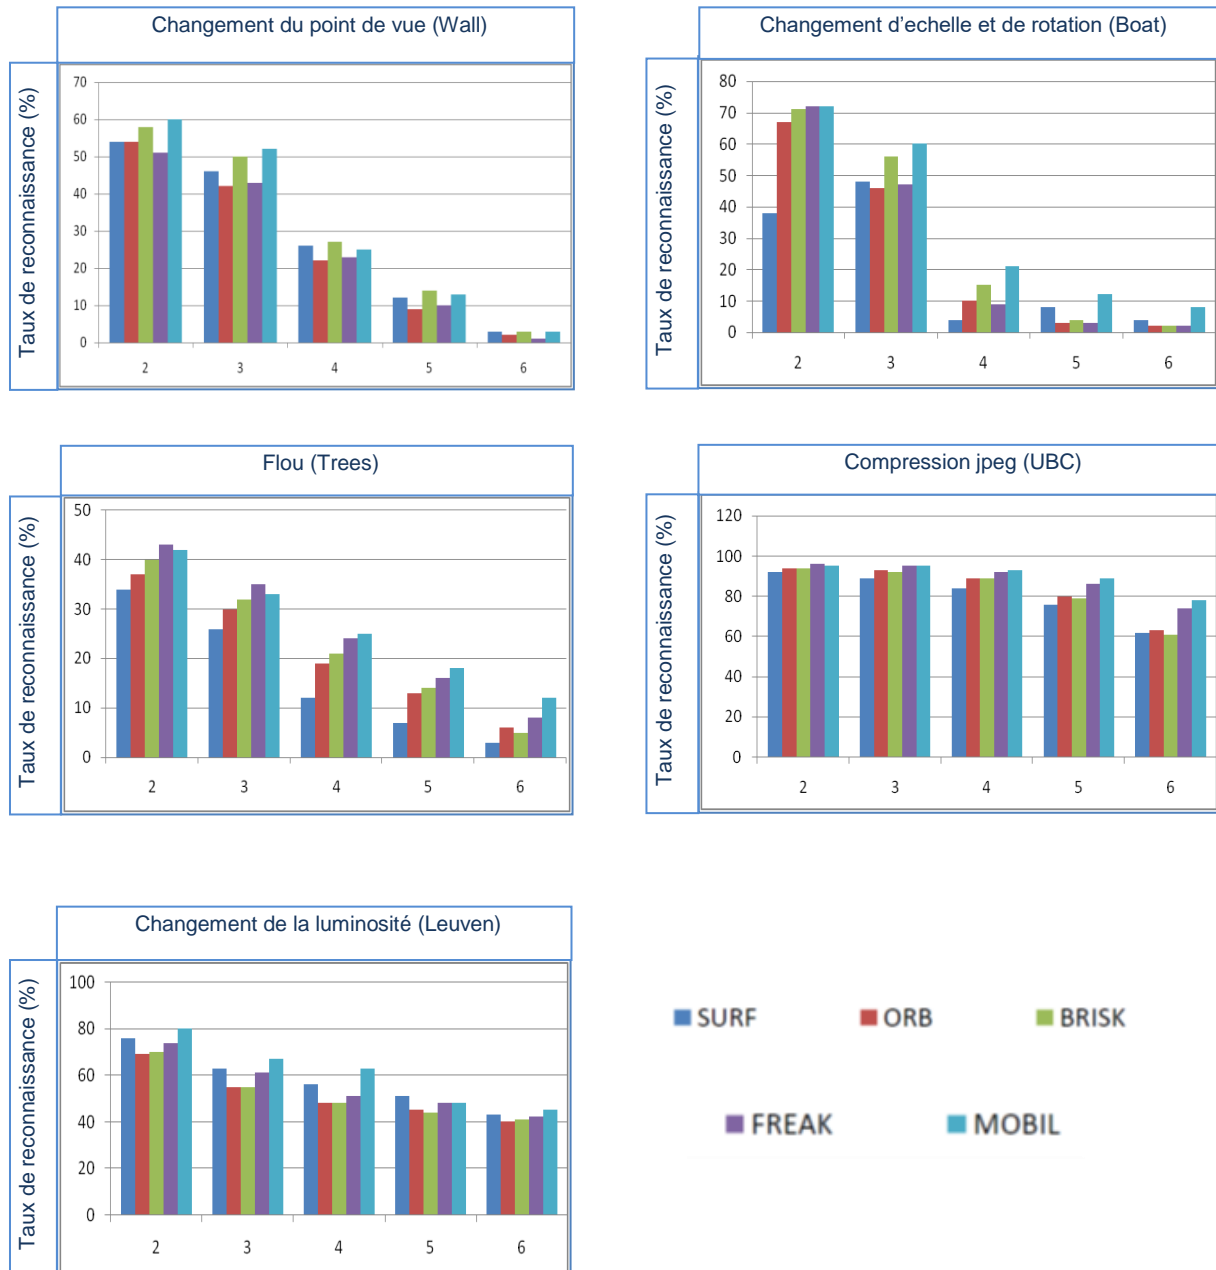 Changement du point de vue (Wall)
Taux de reconnaissance (%)
70
60
50
40
30
20
10
0
2 3 4 5 6
Changement d'echelle et de rotation (Boat)
Taux de reconnaissance (%)
80
70
60
50
40
30
20
10
0
2 3 4 5 6
Flou (Trees)
Taux de reconnaissance (%)
50
40
30
20
10
0
2 3 4 5 6
Compression jpeg (UBC)
Taux de reconnaissance (%)
120
100
80
60
40
20
0
2 3 4 5 6
Changement de la luminosité (Leuven)
Taux de reconnaissance (%)
100
80
60
40
20
0
2 3 4 5 6
SURF ORB BRISK
FREAK MOBIL